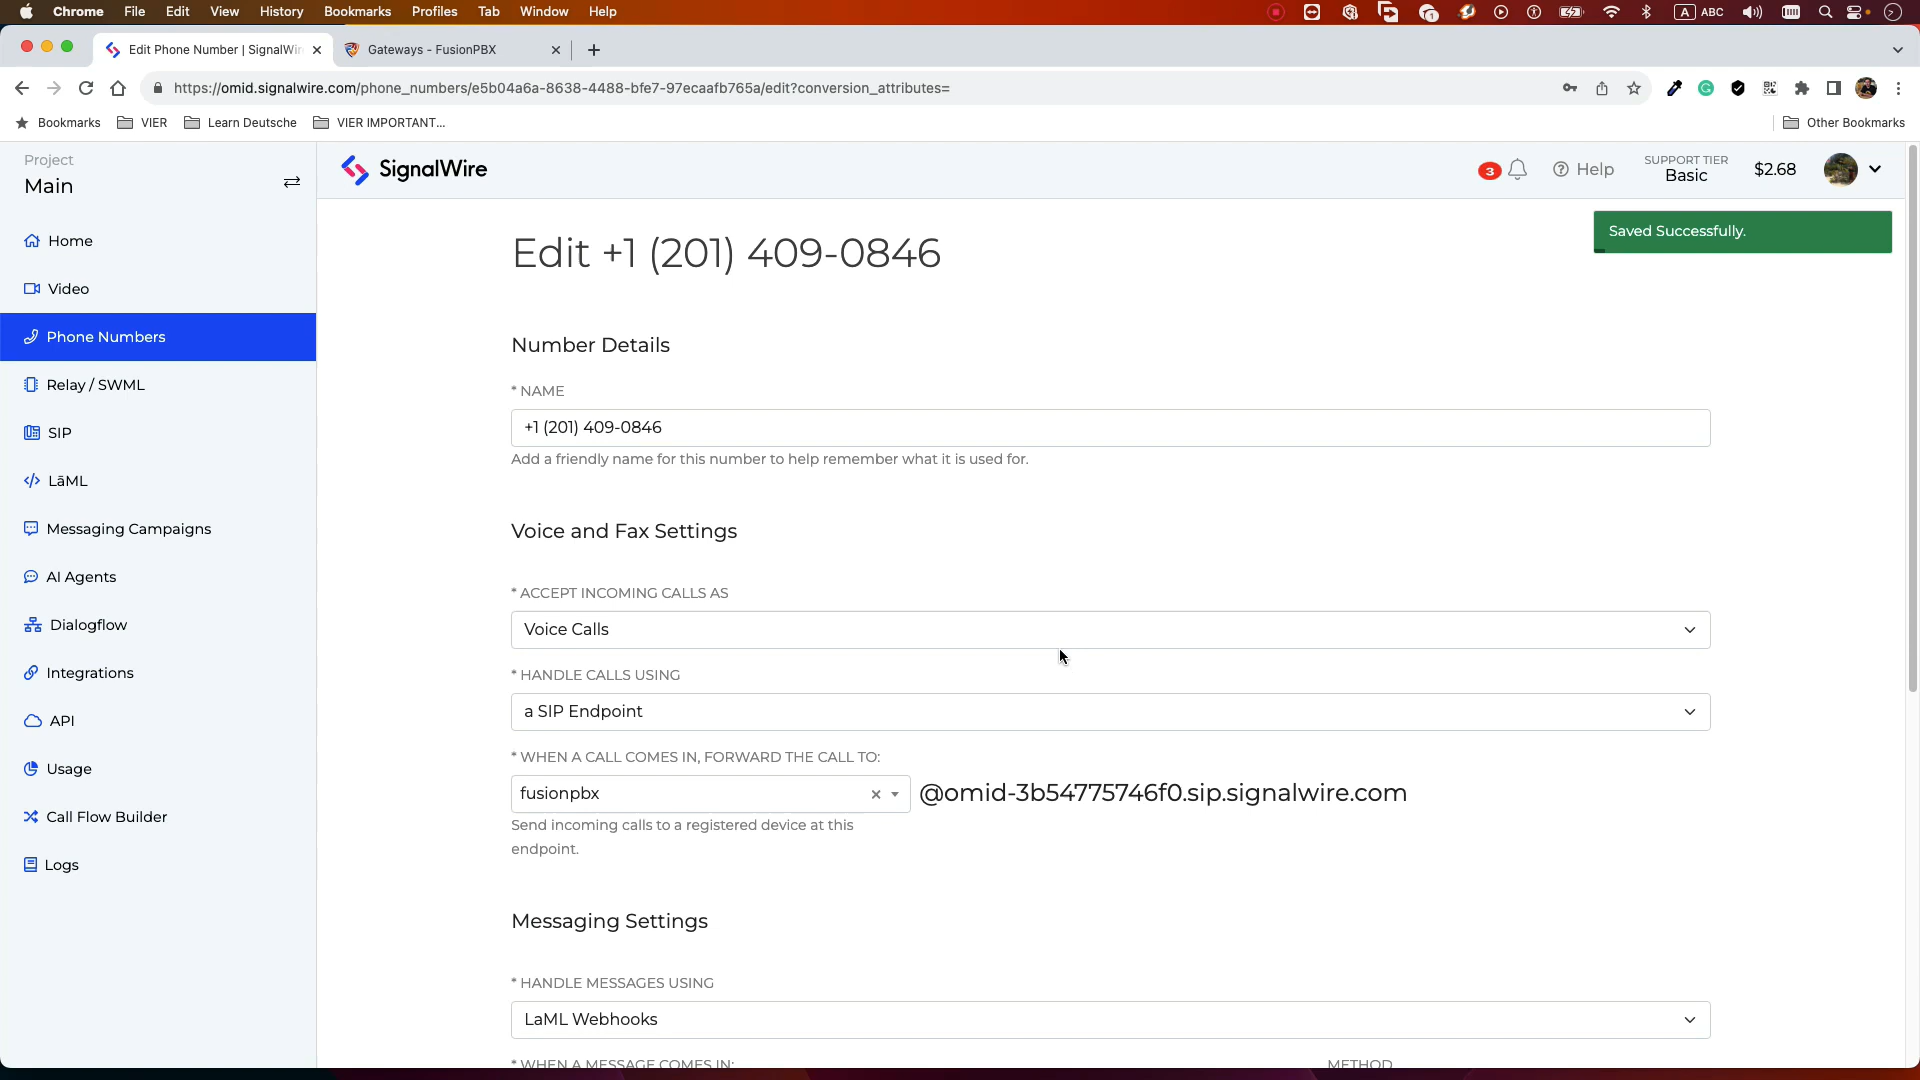 Chrome File Edit View History Bookmarks Profiles Tab Window Help
1
A ABC
Edit Phone Number | SignalWir
Gateways - FusionPBX
https://omid.signalwire.com/phone_numbers/e5b04a6a-8638-4488-bfe7-97ecaafb765a/edit?conversion_attributes=
Bookmarks VIER Learn Deutsche VIER IMPORTANT... Other Bookmarks
Project
Main
Home
Video
Phone Numbers
Relay / SWML
SIP
LāML
Messaging Campaigns
AI Agents
Dialogflow
Integrations
API
Usage
Call Flow Builder
Logs
SignalWire
3
Help
SUPPORT TIER
Basic
$2.68
Saved Successfully.
Edit +1 (201) 409-0846
Number Details
* NAME
+1 (201) 409-0846
Add a friendly name for this number to help remember what it is used for.
Voice and Fax Settings
* ACCEPT INCOMING CALLS AS
Voice Calls
* HANDLE CALLS USING
a SIP Endpoint
* WHEN A CALL COMES IN, FORWARD THE CALL TO:
fusionpbx @omid-3b54775746f0.sip.signalwire.com
Send incoming calls to a registered device at this
endpoint.
Messaging Settings
* HANDLE MESSAGES USING
LaML Webhooks
* WHEN A MESSAGE COMES IN: METHOD